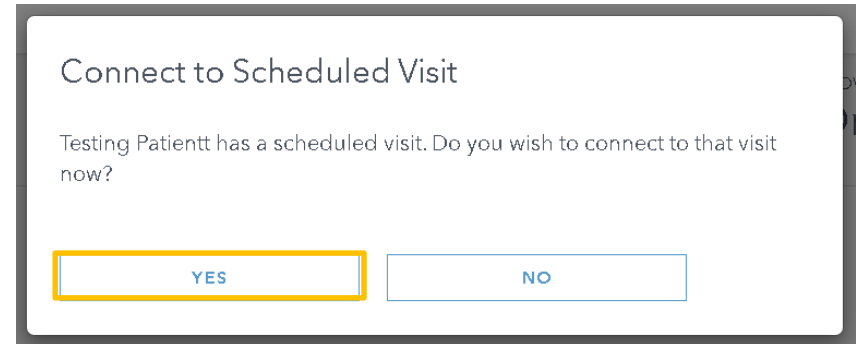 Connect to Scheduled Visit
Testing Patientt has a scheduled visit. Do you wish to connect to that visit
now?
YES
NO